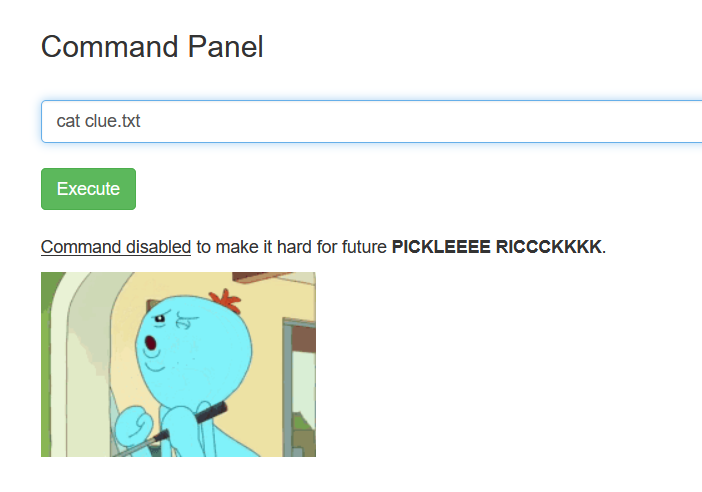 Command Panel
cat clue.txt
Execute
Command disabled to make it hard for future PICKLEEEE RICCCKKKK.